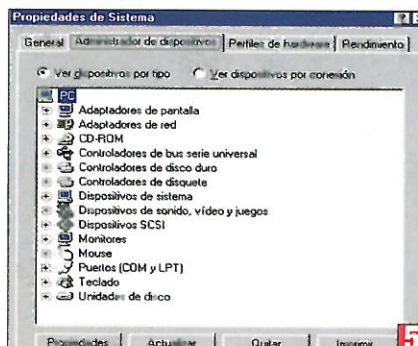 Propiedades de Sistema
General Administrador de dispositivos Perfiles de hardware Rendimiento
Ver dispositivos por tipo Ver dispositivos por conexión
PC
Adaptadores de pantalla
Adaptadores de red
CD-ROM
Controladores de bus serie universal
Controladores de disco duro
Controladores de disquete
Dispositivos de sistema
Dispositivos de sonido, vídeo y juegos
Dispositivos SCSI
Monitores
Mouse
Puertos (COM y LPT)
Teclado
Unidades de disco
Propiedades Actualizar Quitar Imprimir
5